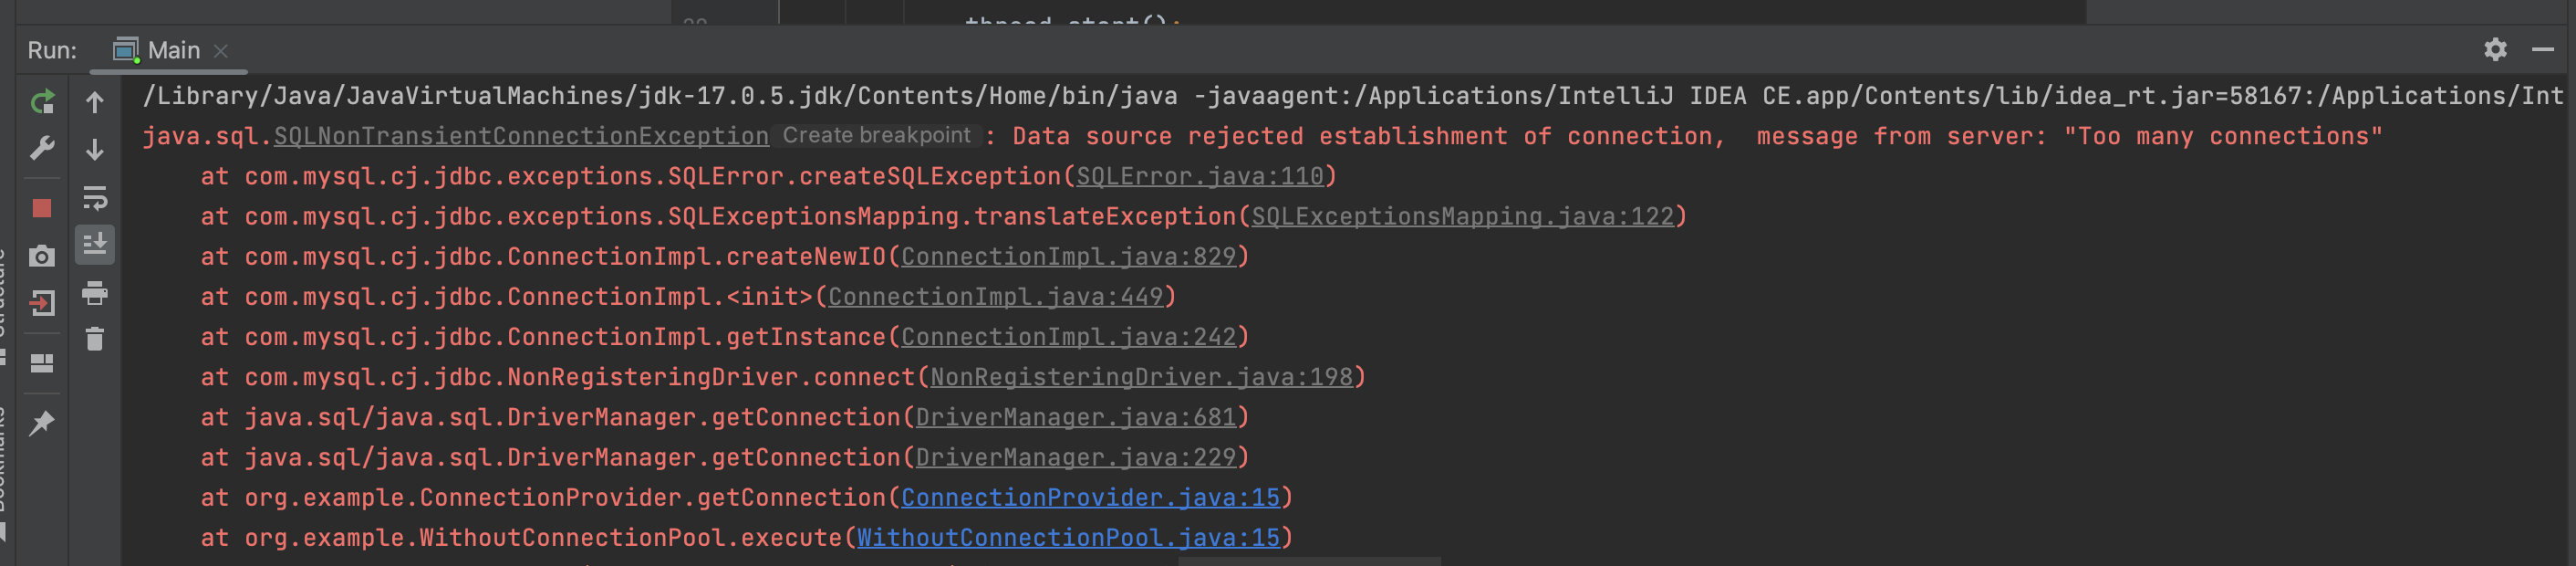 thread.start();
Run: Main
/Library/Java/JavaVirtualMachines/jdk-17.0.5.jdk/Contents/Home/bin/java -javaagent:/Applications/IntelliJ IDEA CE.app/Contents/lib/idea_rt.jar=58167:/Applications/Int
java.sql.SQLNonTransientConnectionException Create breakpoint : Data source rejected establishment of connection,  message from server: "Too many connections"
at com.mysql.cj.jdbc.exceptions.SQLError.createSQLException(SQLError.java:110)
at com.mysql.cj.jdbc.exceptions.SQLExceptionsMapping.translateException(SQLExceptionsMapping.java:122)
at com.mysql.cj.jdbc.ConnectionImpl.createNewIO(ConnectionImpl.java:829)
at com.mysql.cj.jdbc.ConnectionImpl.<init>(ConnectionImpl.java:449)
at com.mysql.cj.jdbc.ConnectionImpl.getInstance(ConnectionImpl.java:242)
at com.mysql.cj.jdbc.NonRegisteringDriver.connect(NonRegisteringDriver.java:198)
at java.sql/java.sql.DriverManager.getConnection(DriverManager.java:681)
at java.sql/java.sql.DriverManager.getConnection(DriverManager.java:229)
at org.example.ConnectionProvider.getConnection(ConnectionProvider.java:15)
at org.example.WithoutConnectionPool.execute(WithoutConnectionPool.java:15)
Structure
Bookmarks